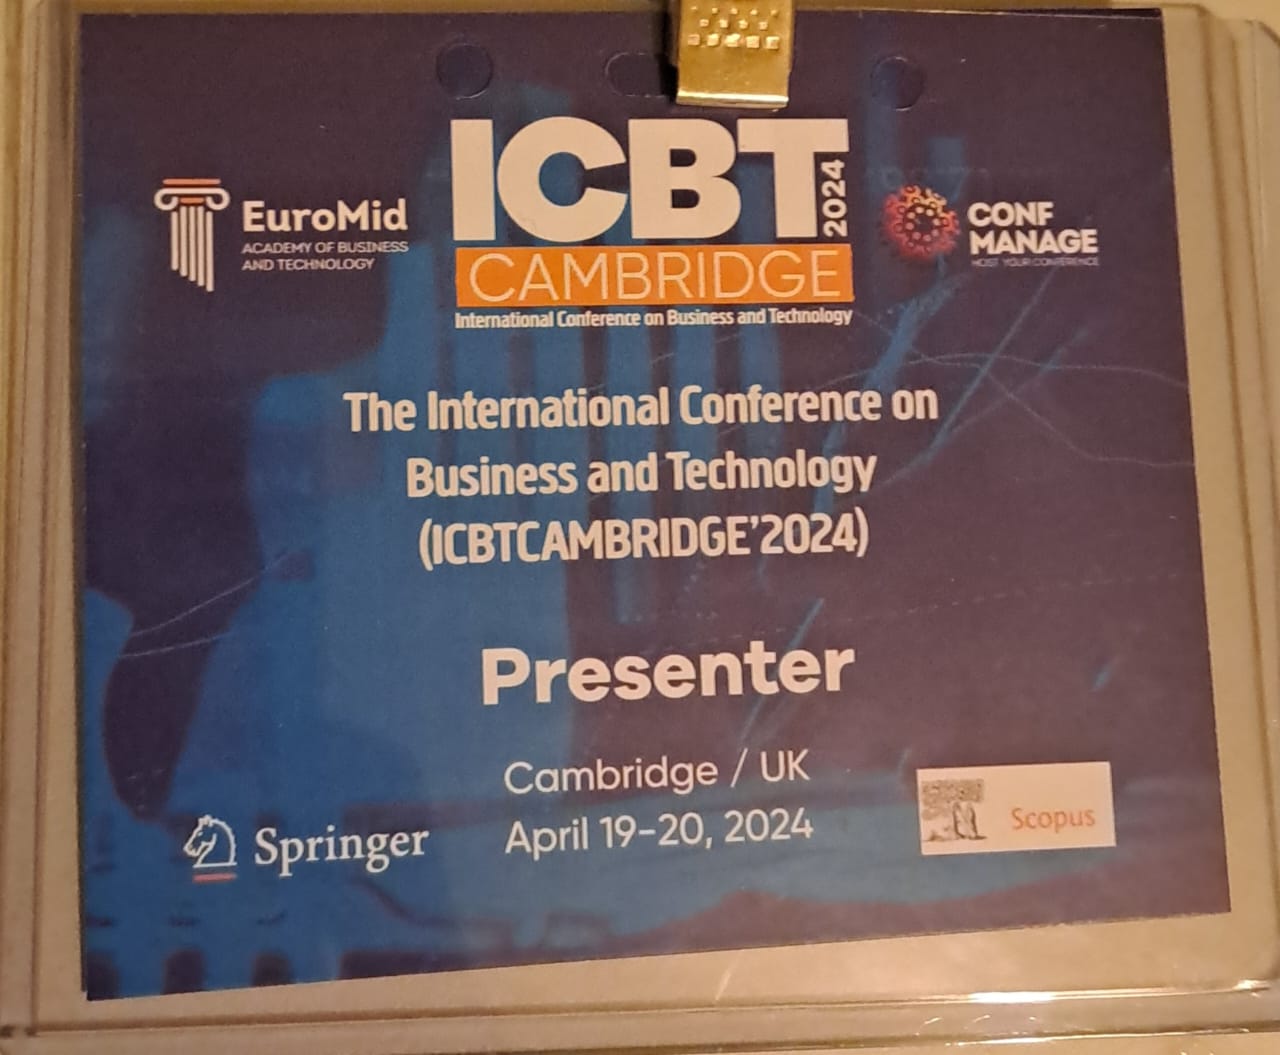 ICBT
2024
CAMBRIDGE
International Conference on Business and Technology
EuroMid
ACADEMY OF BUSINESS
AND TECHNOLOGY
CONF
MANAGE
HOST YOUR CONFERENCE
The International Conference on
Business and Technology
(ICBTCAMBRIDGE’2024)
Presenter
Cambridge / UK
April 19-20, 2024
Springer
Scopus